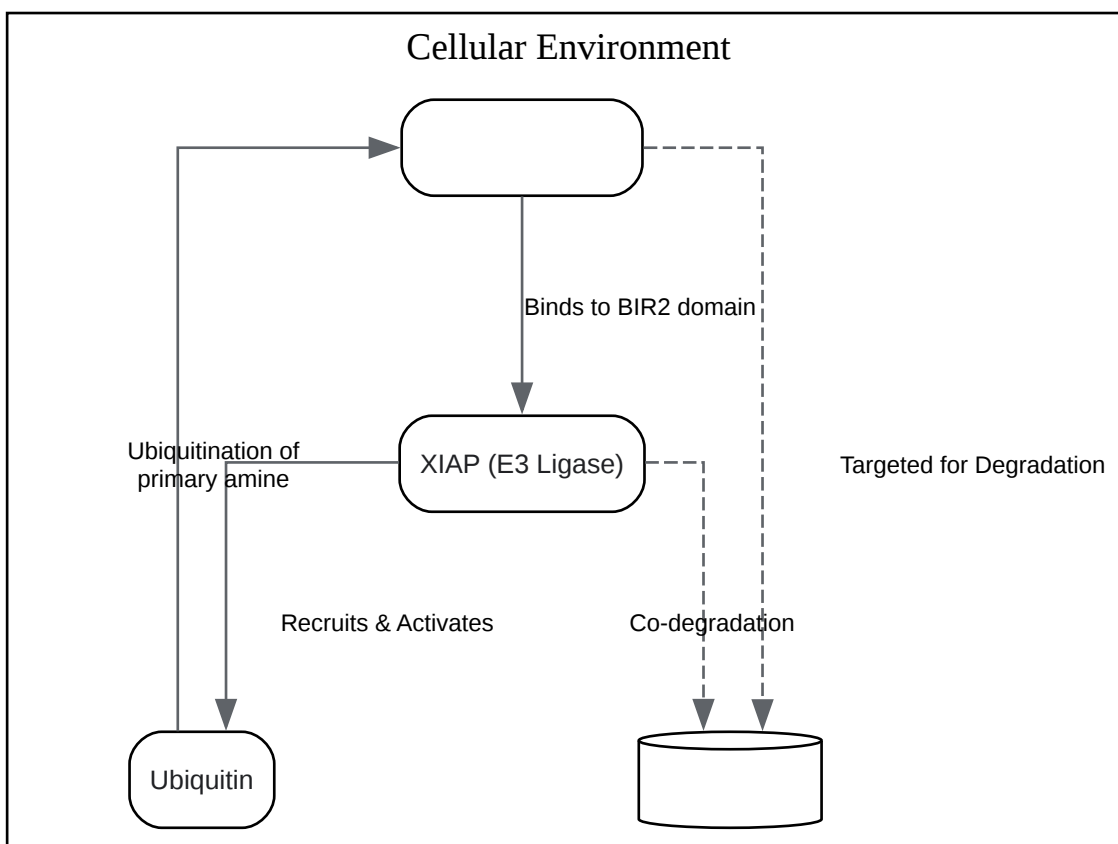 Cellular Environment
Binds to BIR2 domain
Ubiquitination of
primary amine
XIAP (E3 Ligase)
Targeted for Degradation
Recruits & Activates
Co-degradation
Ubiquitin